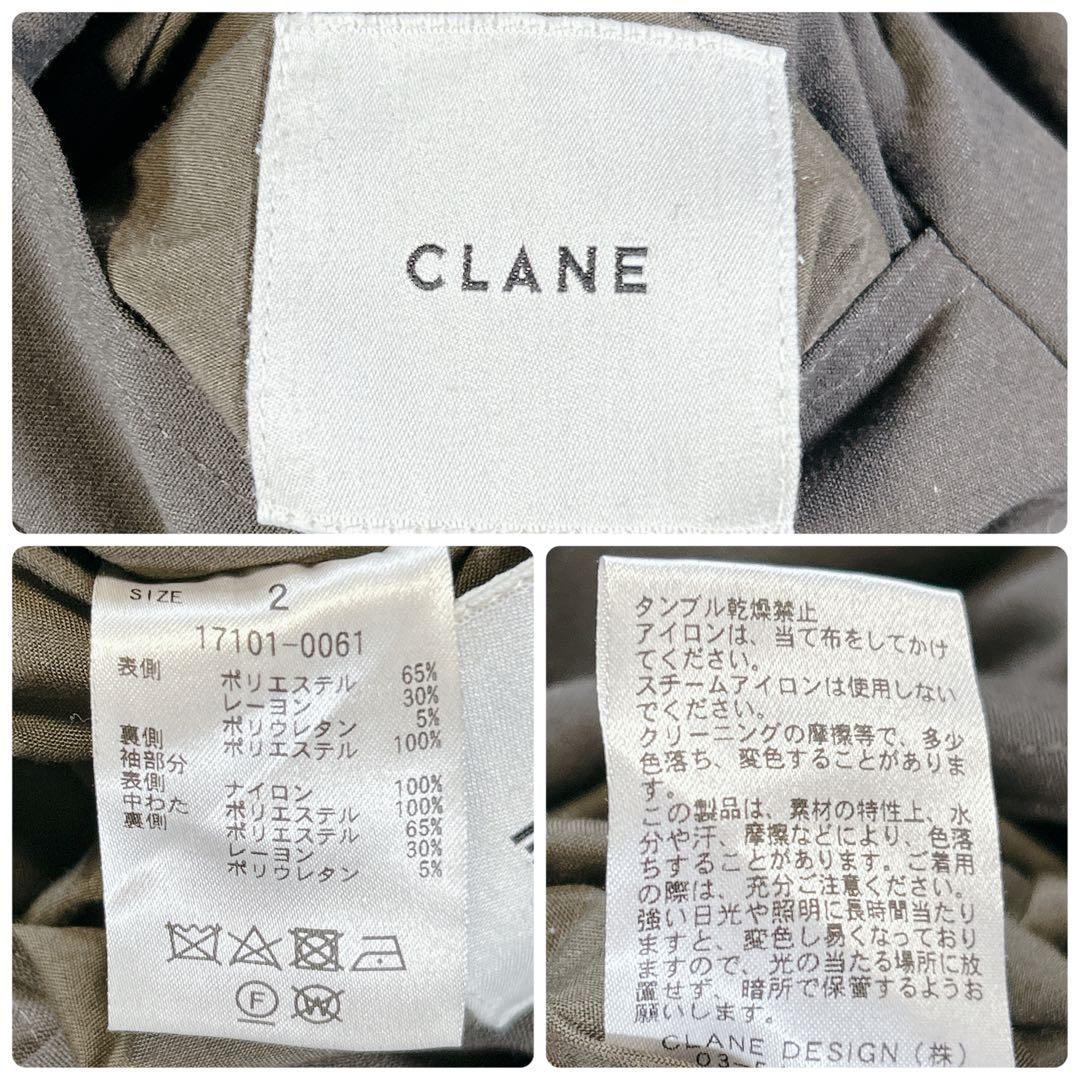 CLANE
SIZE 2
17101-0061
表側 ポリエステル 65%
レーヨン 30%
ポリウレタン 5%
裏側 ポリエステル 100%
袖部分
表側 ナイロン 100%
中わた ポリエステル 100%
裏側 ポリエステル 65%
レーヨン 30%
ポリウレタン 5%
F W
タンブル乾燥禁止
アイロンは、当て布をしてかけ
てください。
スチームアイロンは使用しない
でください。
クリーニングの摩擦等で、多少
色落ち、変色することがありま
す。
この製品は、素材の特性上、水
分や汗、摩擦などにより、色落
ちすることがあります。ご着用
の際は、充分ご注意ください。
強い日光や照明に長時間当たり
ますと、変色し易くなっており
ますので、光の当たる場所に放
置せず、暗所で保管するようお
願いします。
CLANE DESIGN (株)
03-